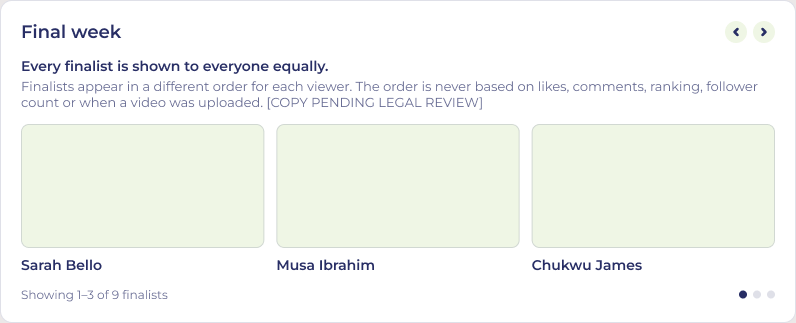 Final week
Every finalist is shown to everyone equally.
Finalists appear in a different order for each viewer. The order is never based on likes, comments, ranking, follower
count or when a video was uploaded. [COPY PENDING LEGAL REVIEW]
Sarah Bello
Musa Ibrahim
Chukwu James
Showing 1–3 of 9 finalists